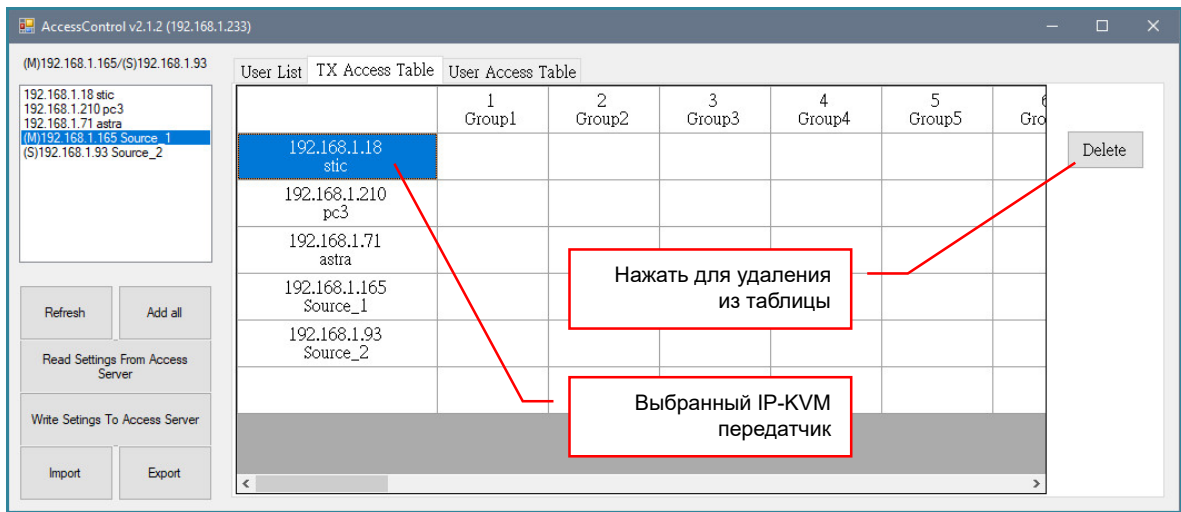 AccessControl v2.1.2 (192.168.1.233)
(M)192.168.1.165/(S)192.168.1.93
192.168.1.18 stic
192.168.1.210 pc3
192.168.1.71 astra
(M)192.168.1.165 Source_1
(S)192.168.1.93 Source_2
Refresh
Add all
Read Settings From Access
Server
Write Setings To Access Server
Import
Export
User List
TX Access Table
User Access Table
1
Group1
2
Group2
3
Group3
4
Group4
5
Group5
6
Gro
192.168.1.18
stic
192.168.1.210
pc3
192.168.1.71
astra
192.168.1.165
Source_1
192.168.1.93
Source_2
Delete
Нажать для удаления
из таблицы
Выбранный IP-KVM
передатчик